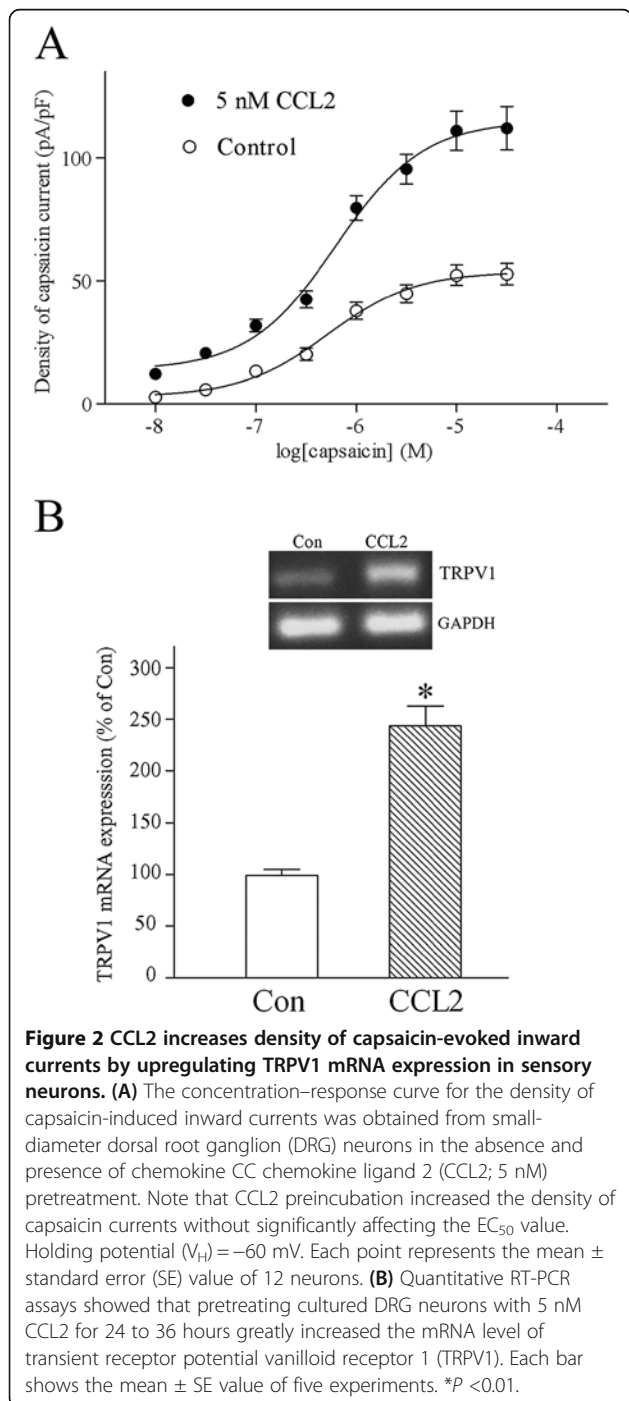 A
● 5 nM CCL2
○ Control
Density of capsaicin current (pA/pF)
100
50
0
-8 -7 -6 -5 -4
log[capsaicin] (M)
B
Con CCL2
TRPV1
GAPDH
TRPV1 mRNA expresssion (% of Con)
300
250
200
150
100
50
0
*
Con CCL2
Figure 2 CCL2 increases density of capsaicin-evoked inward
currents by upregulating TRPV1 mRNA expression in sensory
neurons. (A) The concentration–response curve for the density of
capsaicin-induced inward currents was obtained from small-
diameter dorsal root ganglion (DRG) neurons in the absence and
presence of chemokine CC chemokine ligand 2 (CCL2; 5 nM)
pretreatment. Note that CCL2 preincubation increased the density of
capsaicin currents without significantly affecting the EC50 value.
Holding potential (VH) = −60 mV. Each point represents the mean ±
standard error (SE) value of 12 neurons. (B) Quantitative RT-PCR
assays showed that pretreating cultured DRG neurons with 5 nM
CCL2 for 24 to 36 hours greatly increased the mRNA level of
transient receptor potential vanilloid receptor 1 (TRPV1). Each bar
shows the mean ± SE value of five experiments. *P <0.01.